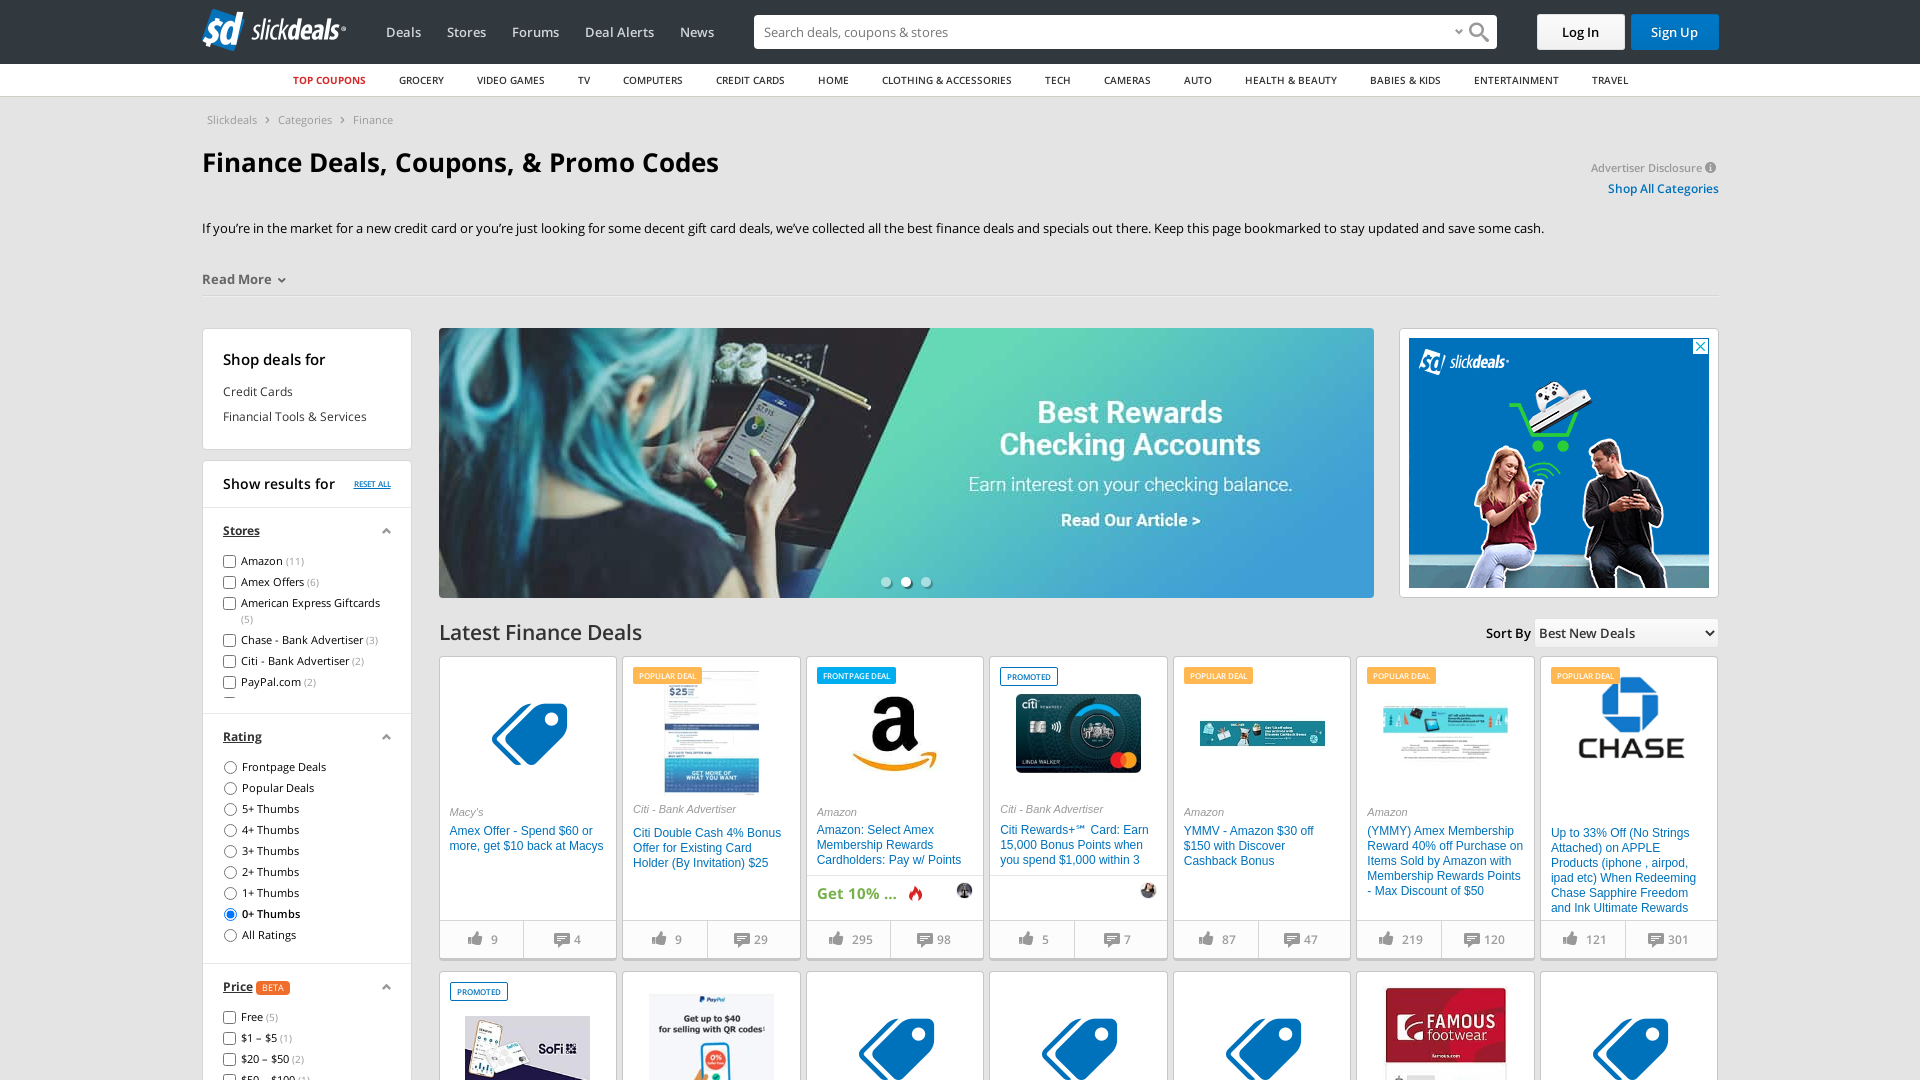 slickdeals
Deals
Stores
Forums
Deal Alerts
News
Search deals, coupons & stores
Log In
Sign Up
TOP COUPONS
GROCERY
VIDEO GAMES
TV
COMPUTERS
CREDIT CARDS
HOME
CLOTHING & ACCESSORIES
TECH
CAMERAS
AUTO
HEALTH & BEAUTY
BABIES & KIDS
ENTERTAINMENT
TRAVEL
Slickdeals > Categories > Finance
Finance Deals, Coupons, & Promo Codes
Advertiser Disclosure
Shop All Categories
If you’re in the market for a new credit card or you’re just looking for some decent gift card deals, we’ve collected all the best finance deals and specials out there. Keep this page bookmarked to stay updated and save some cash.
Read More
Shop deals for
Credit Cards
Financial Tools & Services
Show results for
RESET ALL
Stores
Amazon (11)
Amex Offers (6)
American Express Giftcards
(5)
Chase - Bank Advertiser (3)
Citi - Bank Advertiser (2)
PayPal.com (2)
Rating
Frontpage Deals
Popular Deals
5+ Thumbs
4+ Thumbs
3+ Thumbs
2+ Thumbs
1+ Thumbs
0+ Thumbs
All Ratings
Price BETA
Free (5)
$1 – $5 (1)
$20 – $50 (2)
$50 – $100 (1)
Best Rewards
Checking Accounts
Earn interest on your checking balance.
Read Our Article >
slickdeals
Latest Finance Deals
Sort By
Best New Deals
Macy's
Amex Offer - Spend $60 or
more, get $10 back at Macys
9
4
POPULAR DEAL
$25
GET MORE OF
WHAT YOU WANT
Citi - Bank Advertiser
Citi Double Cash 4% Bonus
Offer for Existing Card
Holder (By Invitation) $25
9
29
FRONTPAGE DEAL
a
Amazon
Amazon: Select Amex
Membership Rewards
Cardholders: Pay w/ Points
Get 10% ...
295
98
PROMOTED
citi
LINDA WALKER
Citi - Bank Advertiser
Citi Rewards+℠ Card: Earn
15,000 Bonus Points when
you spend $1,000 within 3
5
7
POPULAR DEAL
Amazon
YMMV - Amazon $30 off
$150 with Discover
Cashback Bonus
87
47
POPULAR DEAL
Amazon
(YMMY) Amex Membership
Reward 40% off Purchase on
Items Sold by Amazon with
Membership Rewards Points
- Max Discount of $50
219
120
POPULAR DEAL
CHASE
Up to 33% Off (No Strings
Attached) on APPLE
Products (iphone , airpod,
ipad etc) When Redeeming
Chase Sapphire Freedom
and Ink Ultimate Rewards
121
301
PROMOTED
SoFi
PayPal
Get up to $40
for selling with QR codes
0%
FAMOUS
footwear
famous.com